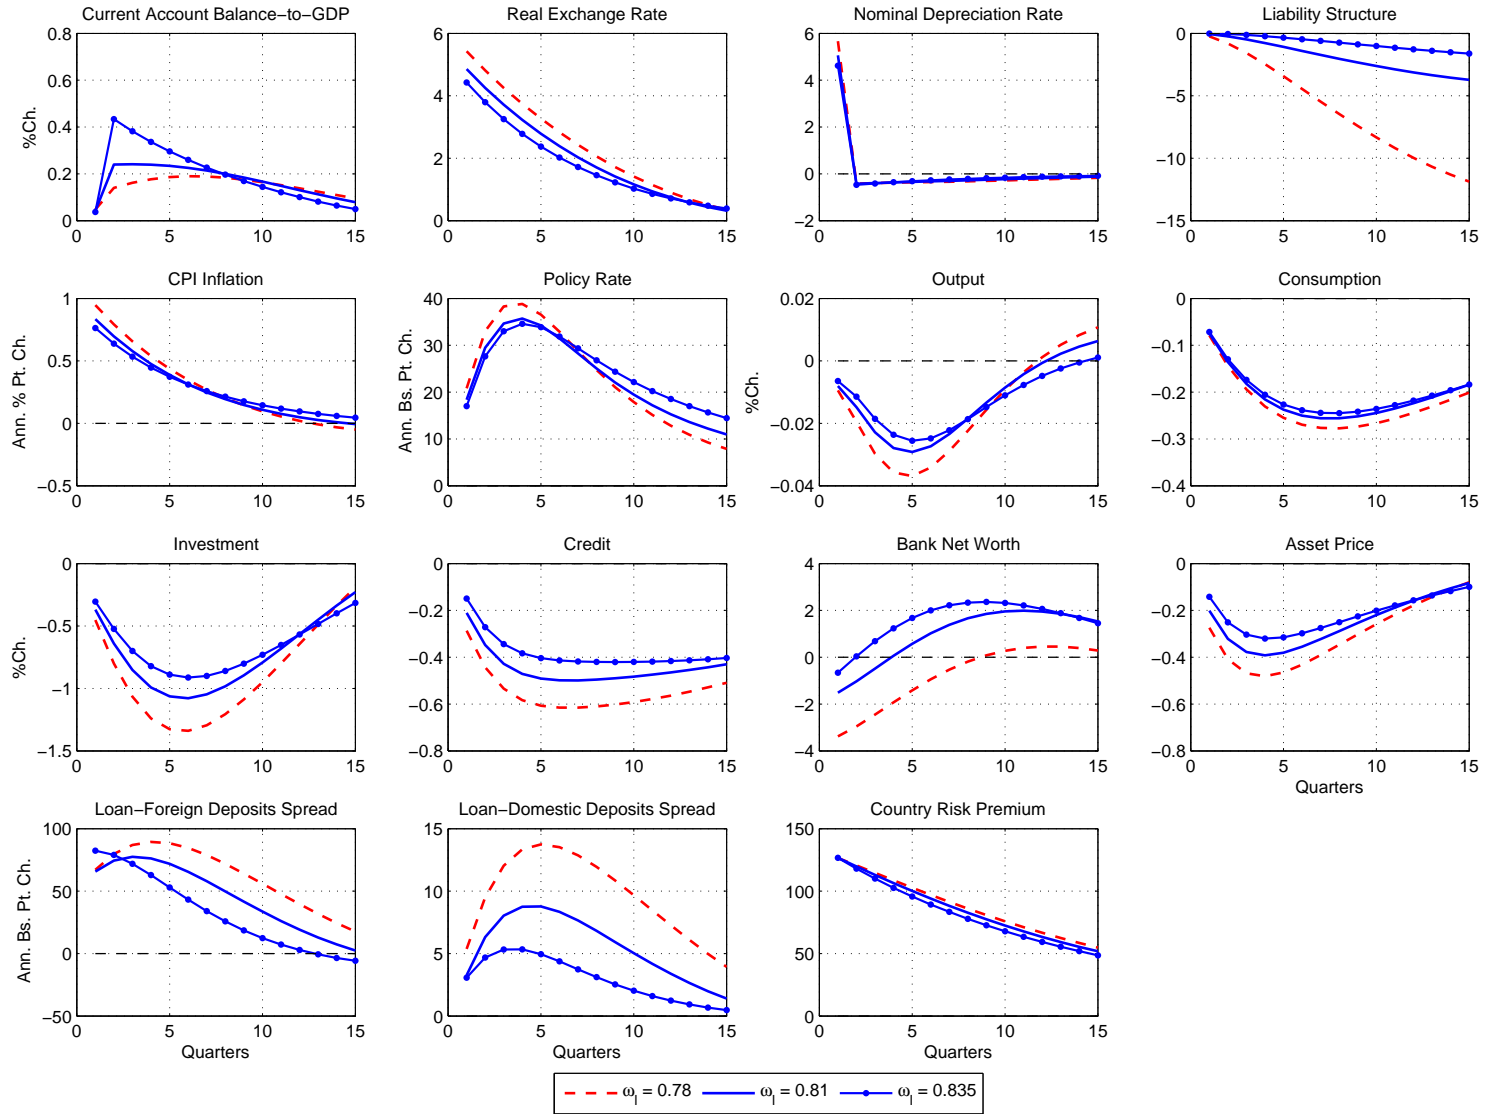 Current Account Balance−to−GDP
%Ch.
0.8
0.6
0.4
0.2
0
0 5 10 15
Real Exchange Rate
6
4
2
0
0 5 10 15
Nominal Depreciation Rate
6
4
2
0
−2
0 5 10 15
Liability Structure
0
−5
−10
−15
0 5 10 15
CPI Inflation
Ann. % Pt. Ch.
1
0.5
0
−0.5
0 5 10 15
Policy Rate
Ann. Bs. Pt. Ch.
40
30
20
10
0
0 5 10 15
Output
%Ch.
0.02
0
−0.02
−0.04
0 5 10 15
Consumption
0
−0.1
−0.2
−0.3
−0.4
0 5 10 15
Investment
%Ch.
0
−0.5
−1
−1.5
0 5 10 15
Credit
0
−0.2
−0.4
−0.6
−0.8
0 5 10 15
Bank Net Worth
4
2
0
−2
−4
0 5 10 15
Asset Price
0
−0.2
−0.4
−0.6
−0.8
0 5 10 15
Quarters
Loan−Foreign Deposits Spread
Ann. Bs. Pt. Ch.
100
50
0
−50
0 5 10 15
Quarters
Loan−Domestic Deposits Spread
15
10
5
0
0 5 10 15
Quarters
Country Risk Premium
150
100
50
0
0 5 10 15
Quarters
ω_l = 0.78 ω_l = 0.81 ω_l = 0.835